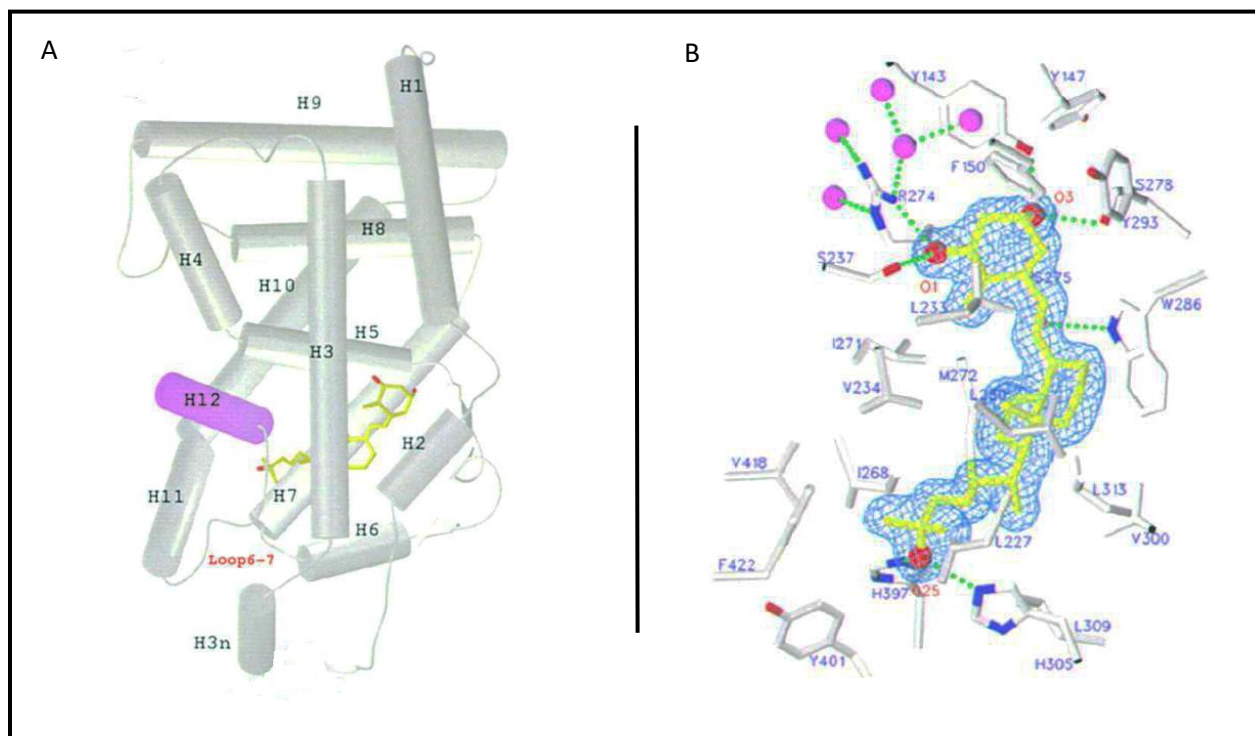 A
H1
H9
H8
H4
H10
H5
H3
H12
H2
H11
H7
H6
Loop6-7
H3n
B
Y143
Y147
F150
R274
S278
O3
Y293
S237
S275
O1
L233
W286
I271
M272
V234
L230
V418
I268
L313
V300
L227
F422
H397
O25
L309
Y401
H305